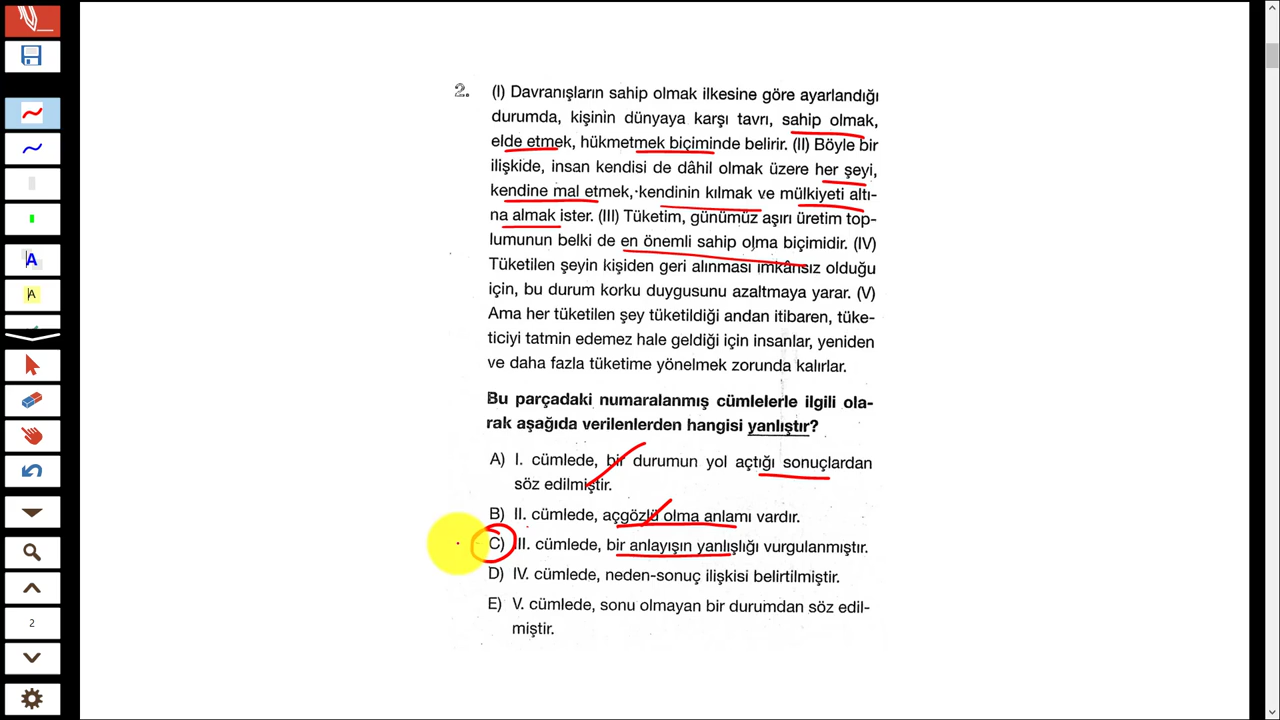 2. (I) Davranışların sahip olmak ilkesine göre ayarlandığı
durumda, kişinin dünyaya karşı tavrı, sahip olmak,
elde etmek, hükmetmek biçiminde belirir. (II) Böyle bir
ilişkide, insan kendisi de dâhil olmak üzere her şeyi,
kendine mal etmek, kendinin kılmak ve mülkiyeti altı-
na almak ister. (III) Tüketim, günümüz aşırı üretim top-
lumunun belki de en önemli sahip olma biçimidir. (IV)
Tüketilen şeyin kişiden geri alınması imkânsız olduğu
için, bu durum korku duygusunu azaltmaya yarar. (V)
Ama her tüketilen şey tüketildiği andan itibaren, tüke-
ticiyi tatmin edemez hale geldiği için insanlar, yeniden
ve daha fazla tüketime yönelmek zorunda kalırlar.
Bu parçadaki numaralanmış cümlelerle ilgili ola-
rak aşağıda verilenlerden hangisi yanlıştır?
A) I. cümlede, bir durumun yol açtığı sonuçlardan
söz edilmiştir.
B) II. cümlede, açgözlü olma anlamı vardır.
C) III. cümlede, bir anlayışın yanlışlığı vurgulanmıştır.
D) IV. cümlede, neden-sonuç ilişkisi belirtilmiştir.
E) V. cümlede, sonu olmayan bir durumdan söz edil-
miştir.
A
A
2